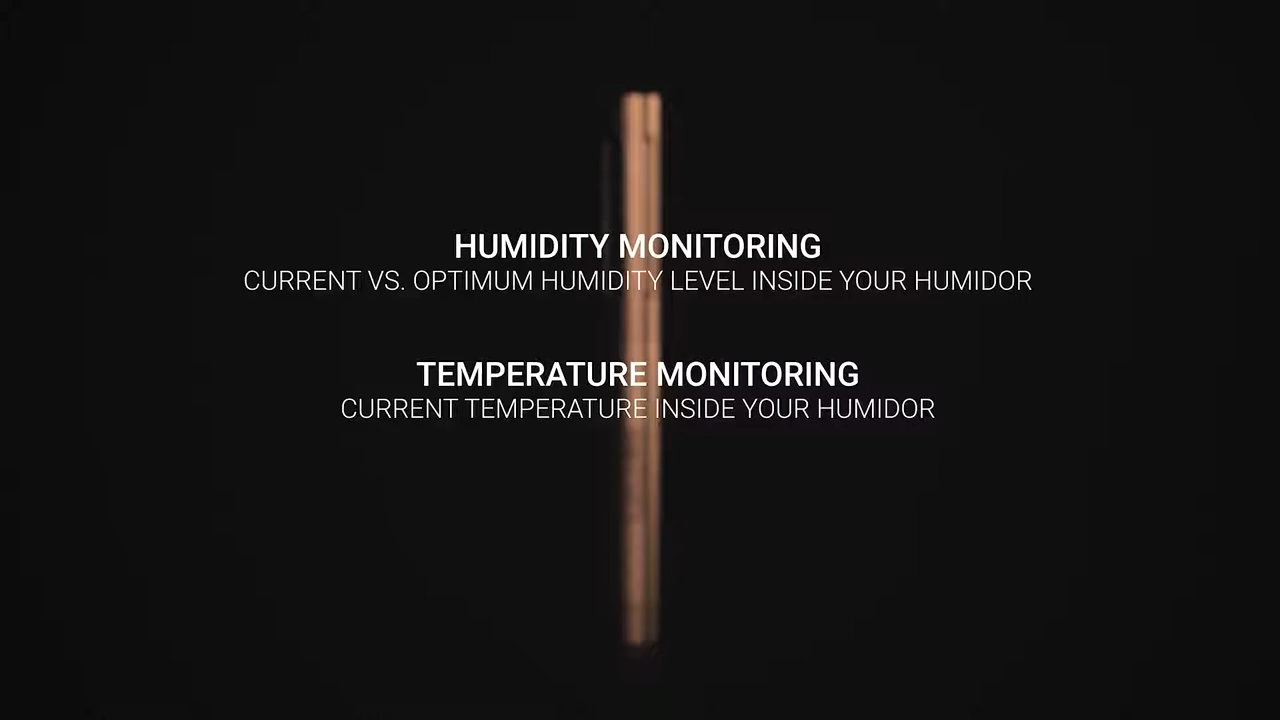 HUMIDITY MONITORING
CURRENT VS. OPTIMUM HUMIDITY LEVEL INSIDE YOUR HUMIDOR
TEMPERATURE MONITORING
CURRENT TEMPERATURE INSIDE YOUR HUMIDOR